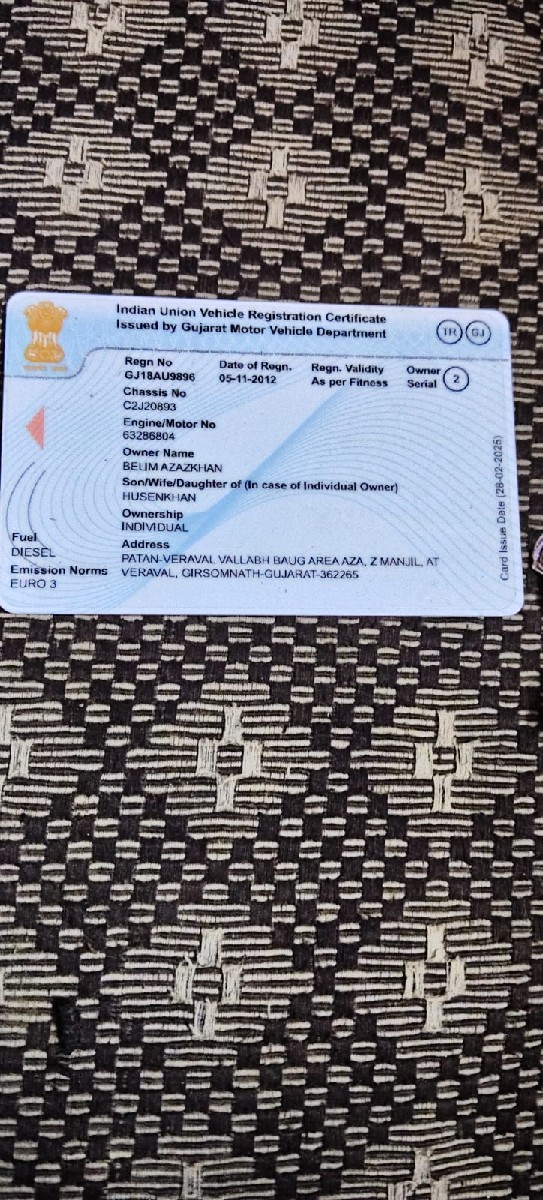 Indian Union Vehicle Registration Certificate
Issued by Gujarat Motor Vehicle Department
TR GJ
Regn No
GJ18AU9896
Date of Regn.
05-11-2012
Regn. Validity
As per Fitness
Owner
Serial 2
Chassis No
C2J20893
Engine/Motor No
63286804
Owner Name
BELIM AZAZKHAN
Son/Wife/Daughter of (In case of Individual Owner)
HUSENKHAN
Ownership
INDIVIDUAL
Fuel
DIESEL
Emission Norms
EURO 3
Address
PATAN-VERAVAL VALLABH BAUG AREA AZA, Z MANJIL, AT
VERAVAL, GIRSOMNATH-GUJARAT-362265
Card Issue Date (28-02-2025)